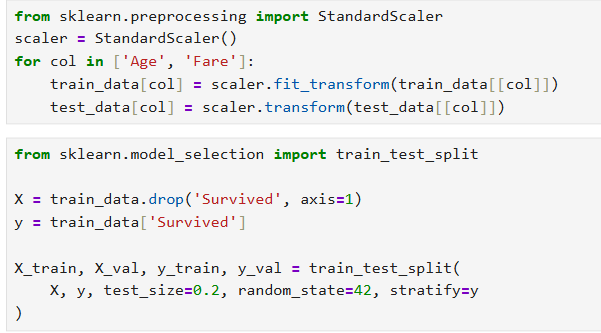 from sklearn.preprocessing import StandardScaler
scaler = StandardScaler()
for col in ['Age', 'Fare']:
    train_data[col] = scaler.fit_transform(train_data[[col]])
    test_data[col] = scaler.transform(test_data[[col]])
from sklearn.model_selection import train_test_split
X = train_data.drop('Survived', axis=1)
y = train_data['Survived']
X_train, X_val, y_train, y_val = train_test_split(
    X, y, test_size=0.2, random_state=42, stratify=y
)